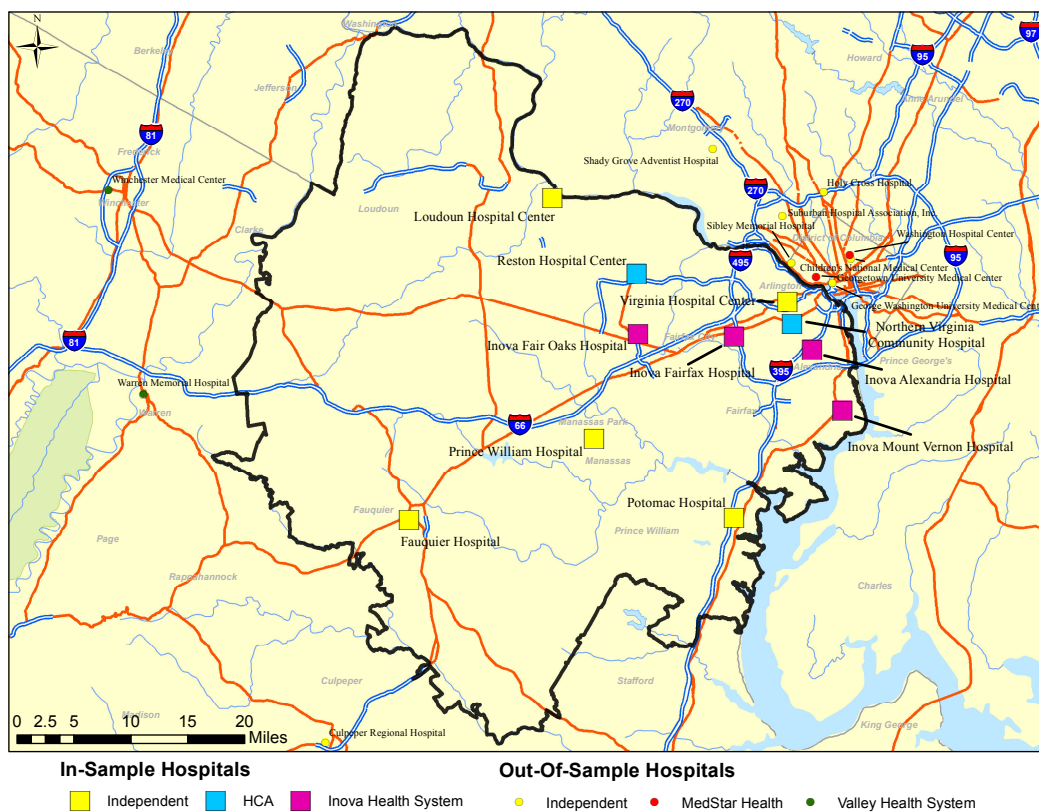 N
Washington
Berkeley
Howard
97
95
Jefferson
270
Anne Arundel
Montgomery
81
Frederick
Shady Grove Adventist Hospital
Winchester Medical Center
Winchester
270
Holy Cross Hospital
Loudoun
Loudoun Hospital Center
Suburban Hospital Association, Inc.
Sibley Memorial Hospital
Clarke
Washington Hospital Center
District of Columbia
Reston Hospital Center
495
95
Children's National Medical Center
Georgetown University Medical Center
Arlington
Virginia Hospital Center
George Washington University Medical Cent
81
Fairfax City
Northern Virginia
Community Hospital
Inova Fair Oaks Hospital
Prince George's
Inova Fairfax Hospital
395
Alexandria
Inova Alexandria Hospital
Warren Memorial Hospital
Warren
Fairfax
66
Manassas Park
Inova Mount Vernon Hospital
Prince William Hospital
Manassas
Potomac Hospital
Fauquier
Prince William
Fauquier Hospital
Page
Rappahannock
Charles
Culpeper
Stafford
Madison
King George
0 2.5 5 10 15 20
Miles
Culpeper Regional Hospital
In-Sample Hospitals
Out-Of-Sample Hospitals
Independent HCA Inova Health System
Independent MedStar Health Valley Health System